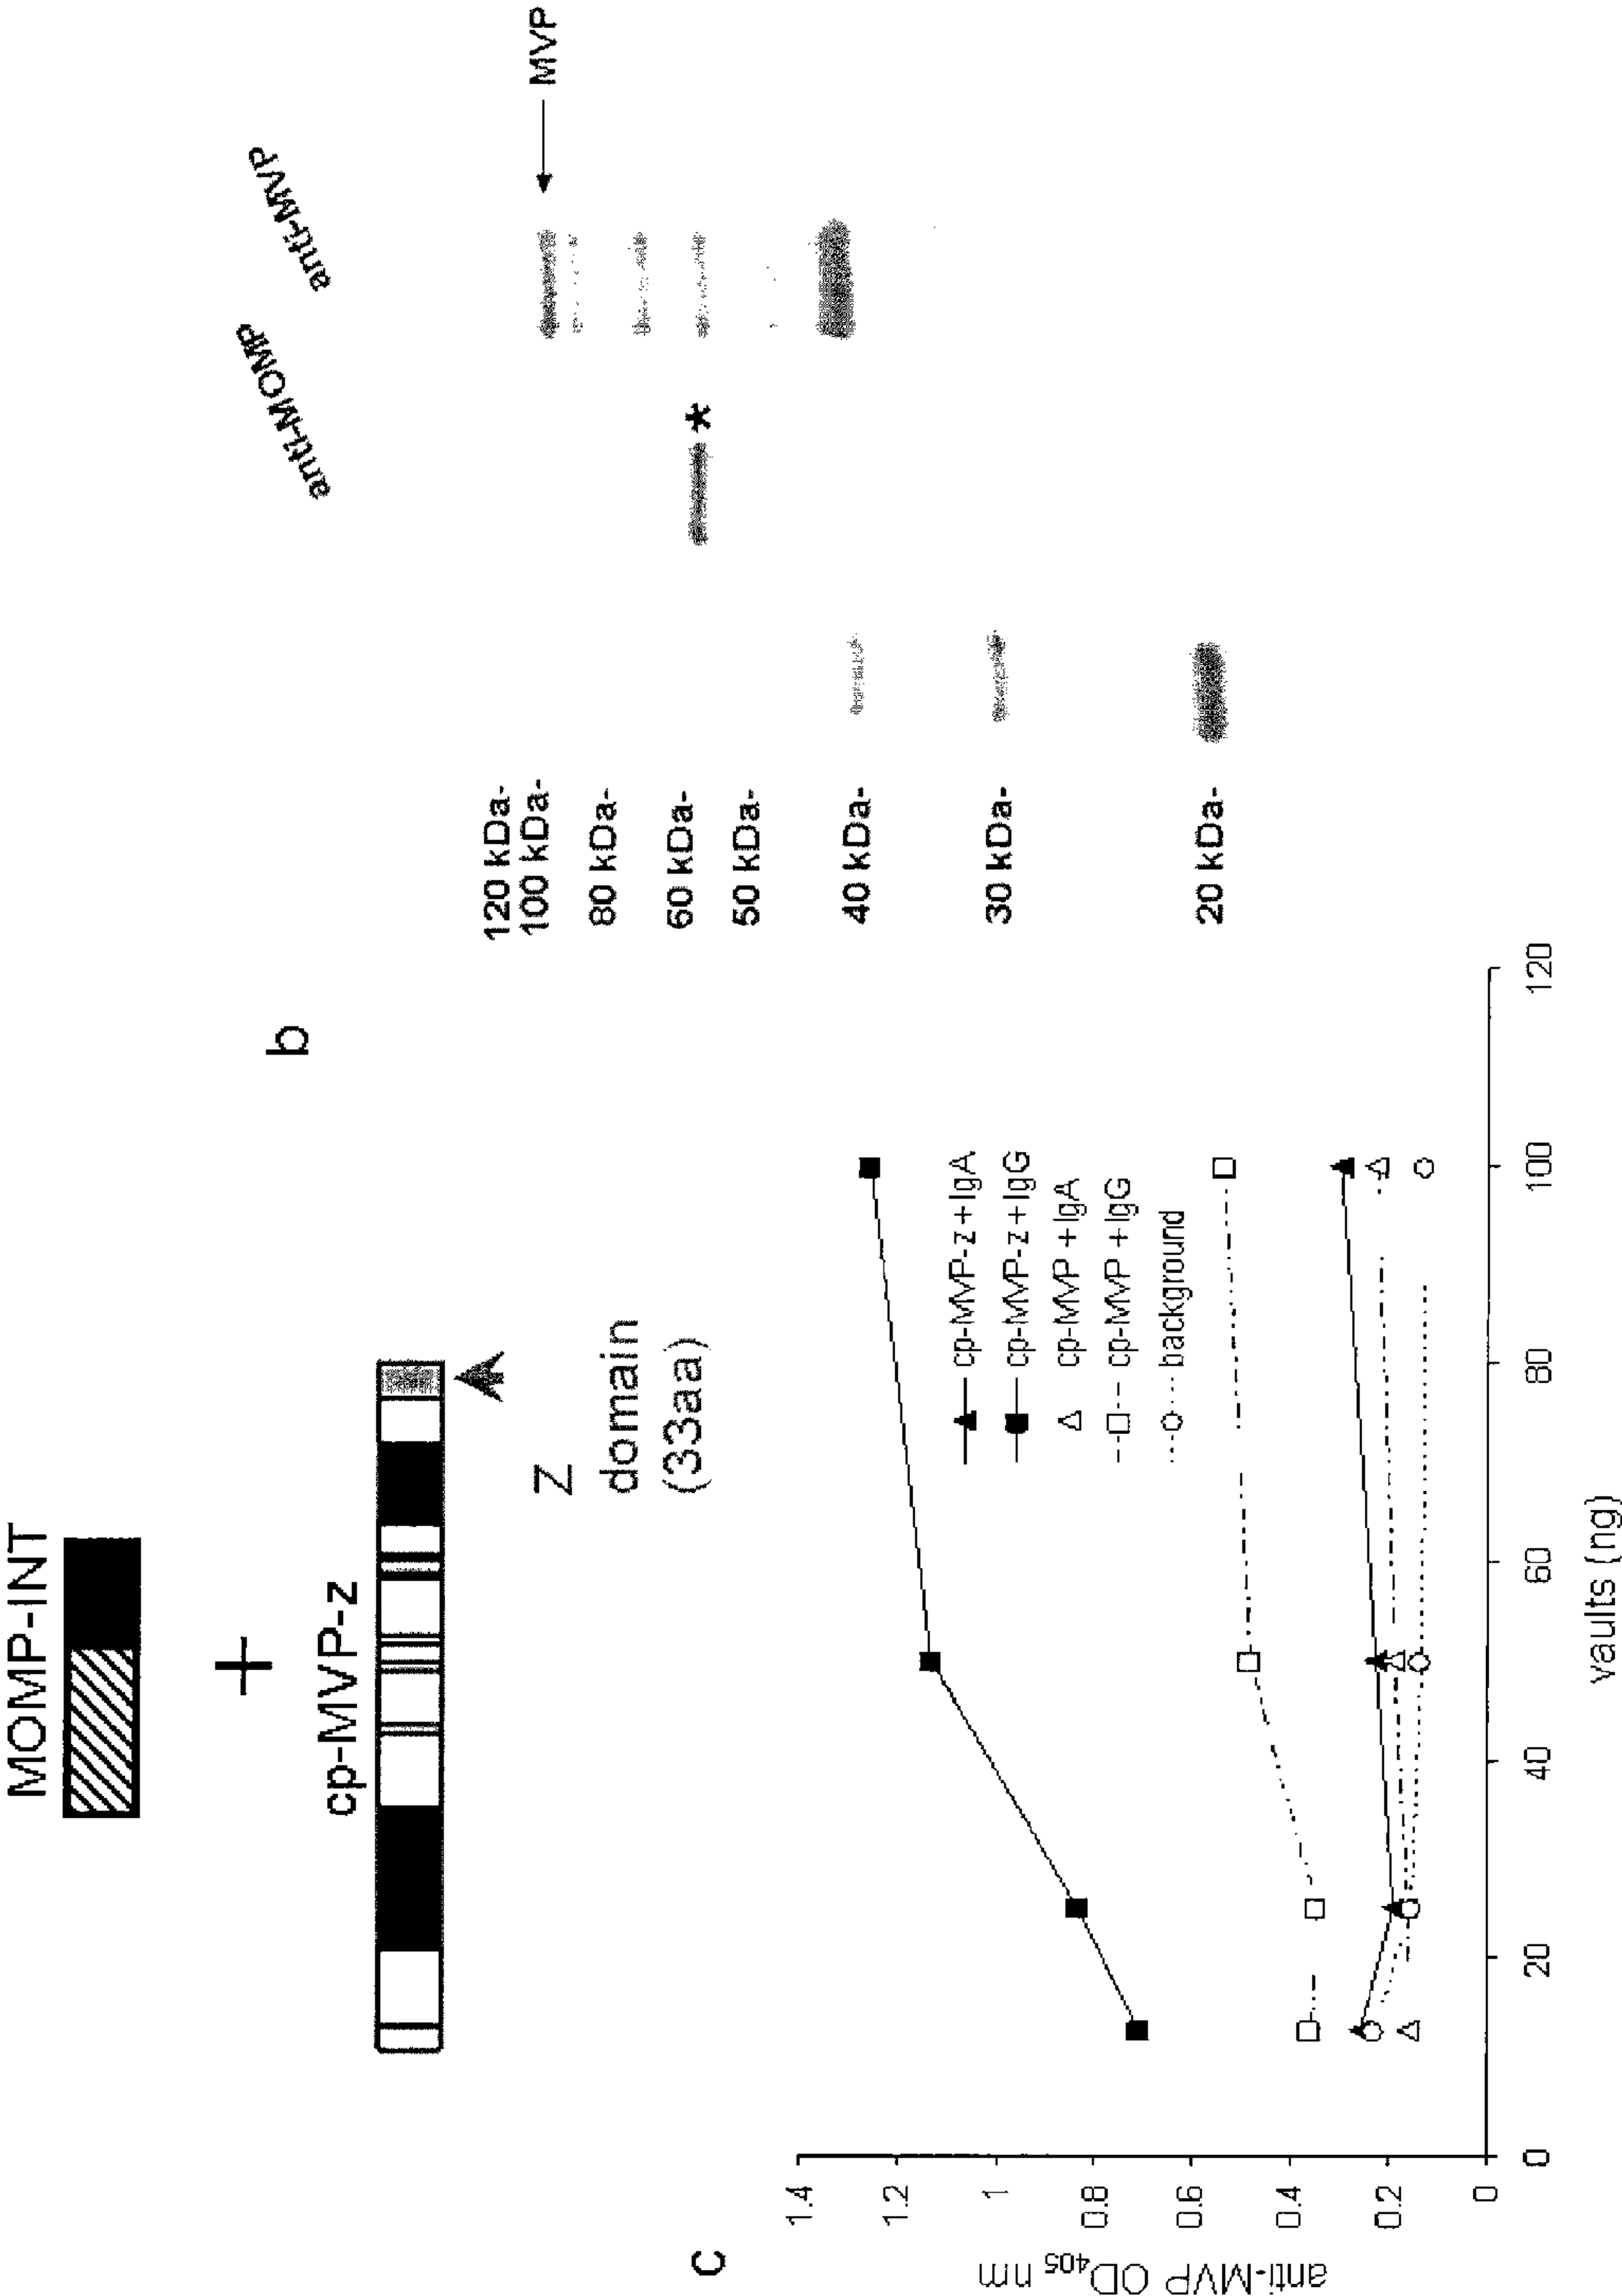 MOMP-INT
+
cp-MVP-z
Z
domain
(33aa)
b
anti-MOMP
anti-MVP
120 kDa-
100 kDa-
80 kDa-
60 kDa-
50 kDa-
40 kDa-
30 kDa-
20 kDa-
*
MVP
c
anti-MVP OD405 nm
1.4
1.2
1
0.8
0.6
0.4
0.2
0
0
20
40
60
80
100
120
vaults (ng)
cp-MVP-z+IgA
cp-MVP-z+IgG
cp-MVP +IgA
cp-MVP +IgG
background